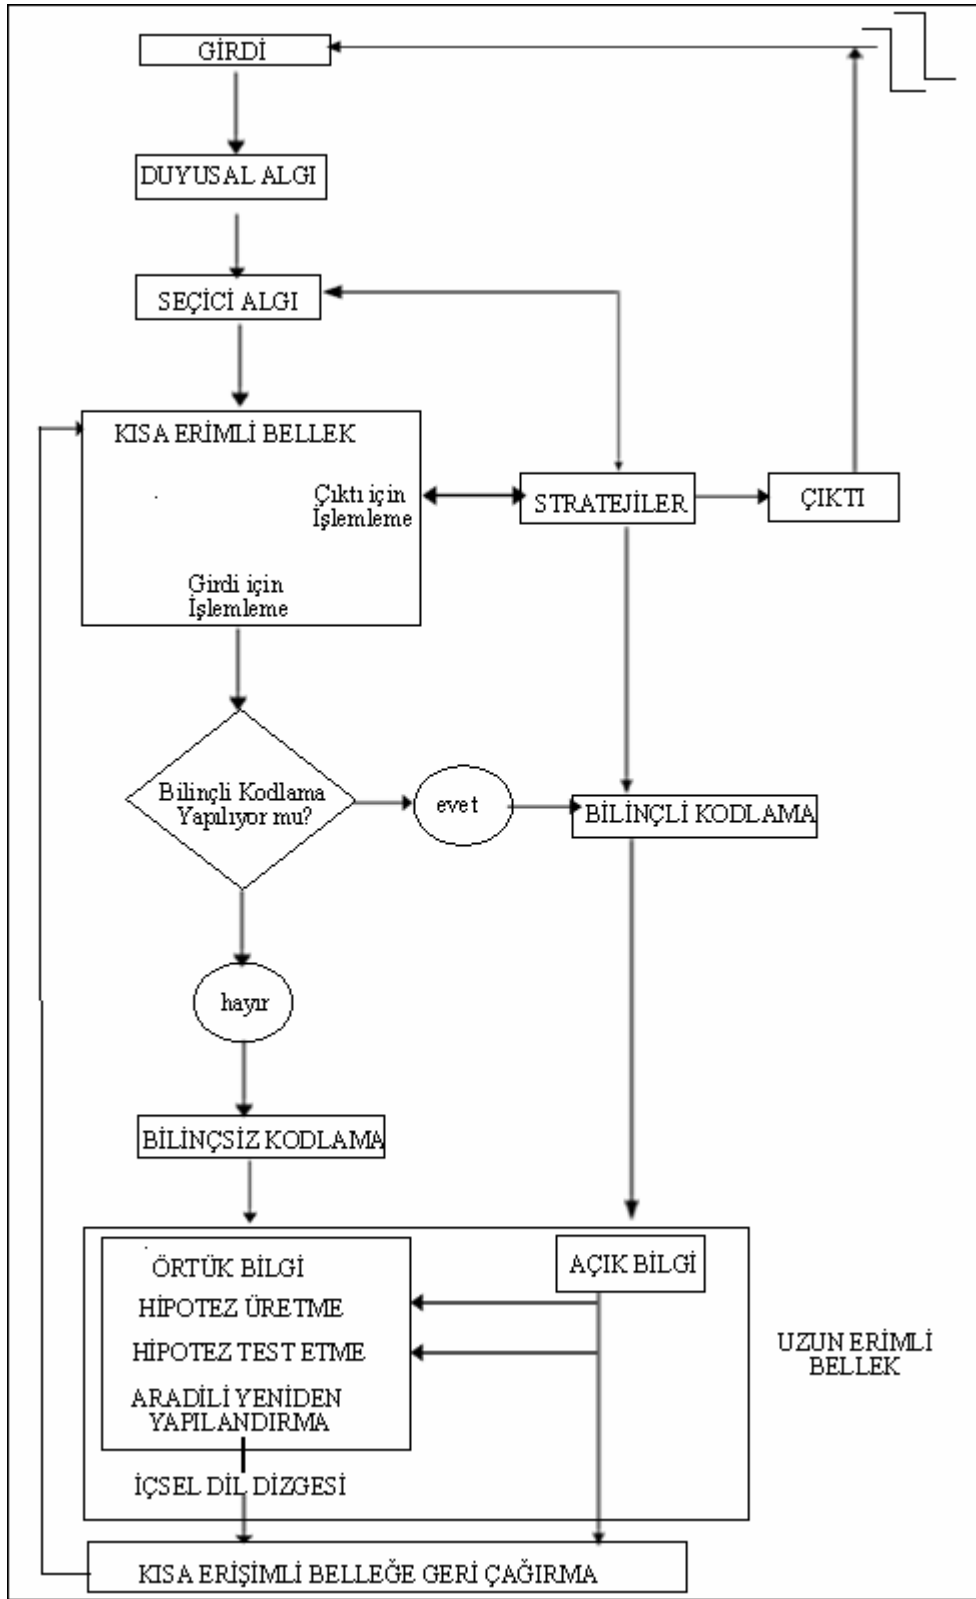 GİRDİ
DUYUSAL ALGI
SEÇİCİ ALGI
KISA ERİMLİ BELLEK
Çıktı için
İşlemleme
STRATEJİLER
ÇIKTI
Girdi için
İşlemleme
Bilinçli Kodlama
Yapılıyor mu?
evet
BİLİNÇLİ KODLAMA
hayır
BİLİNÇSİZ KODLAMA
ÖRTÜK BİLGİ
AÇIK BİLGİ
HİPOTEZ ÜRETME
HİPOTEZ TEST ETME
UZUN ERİMLİ
BELLEK
ARADİLİ YENİDEN
YAPILANDIRMA
İÇSEL DİL DİZGESİ
KISA ERİŞİMLİ BELLEĞE GERİ ÇAĞIRMA